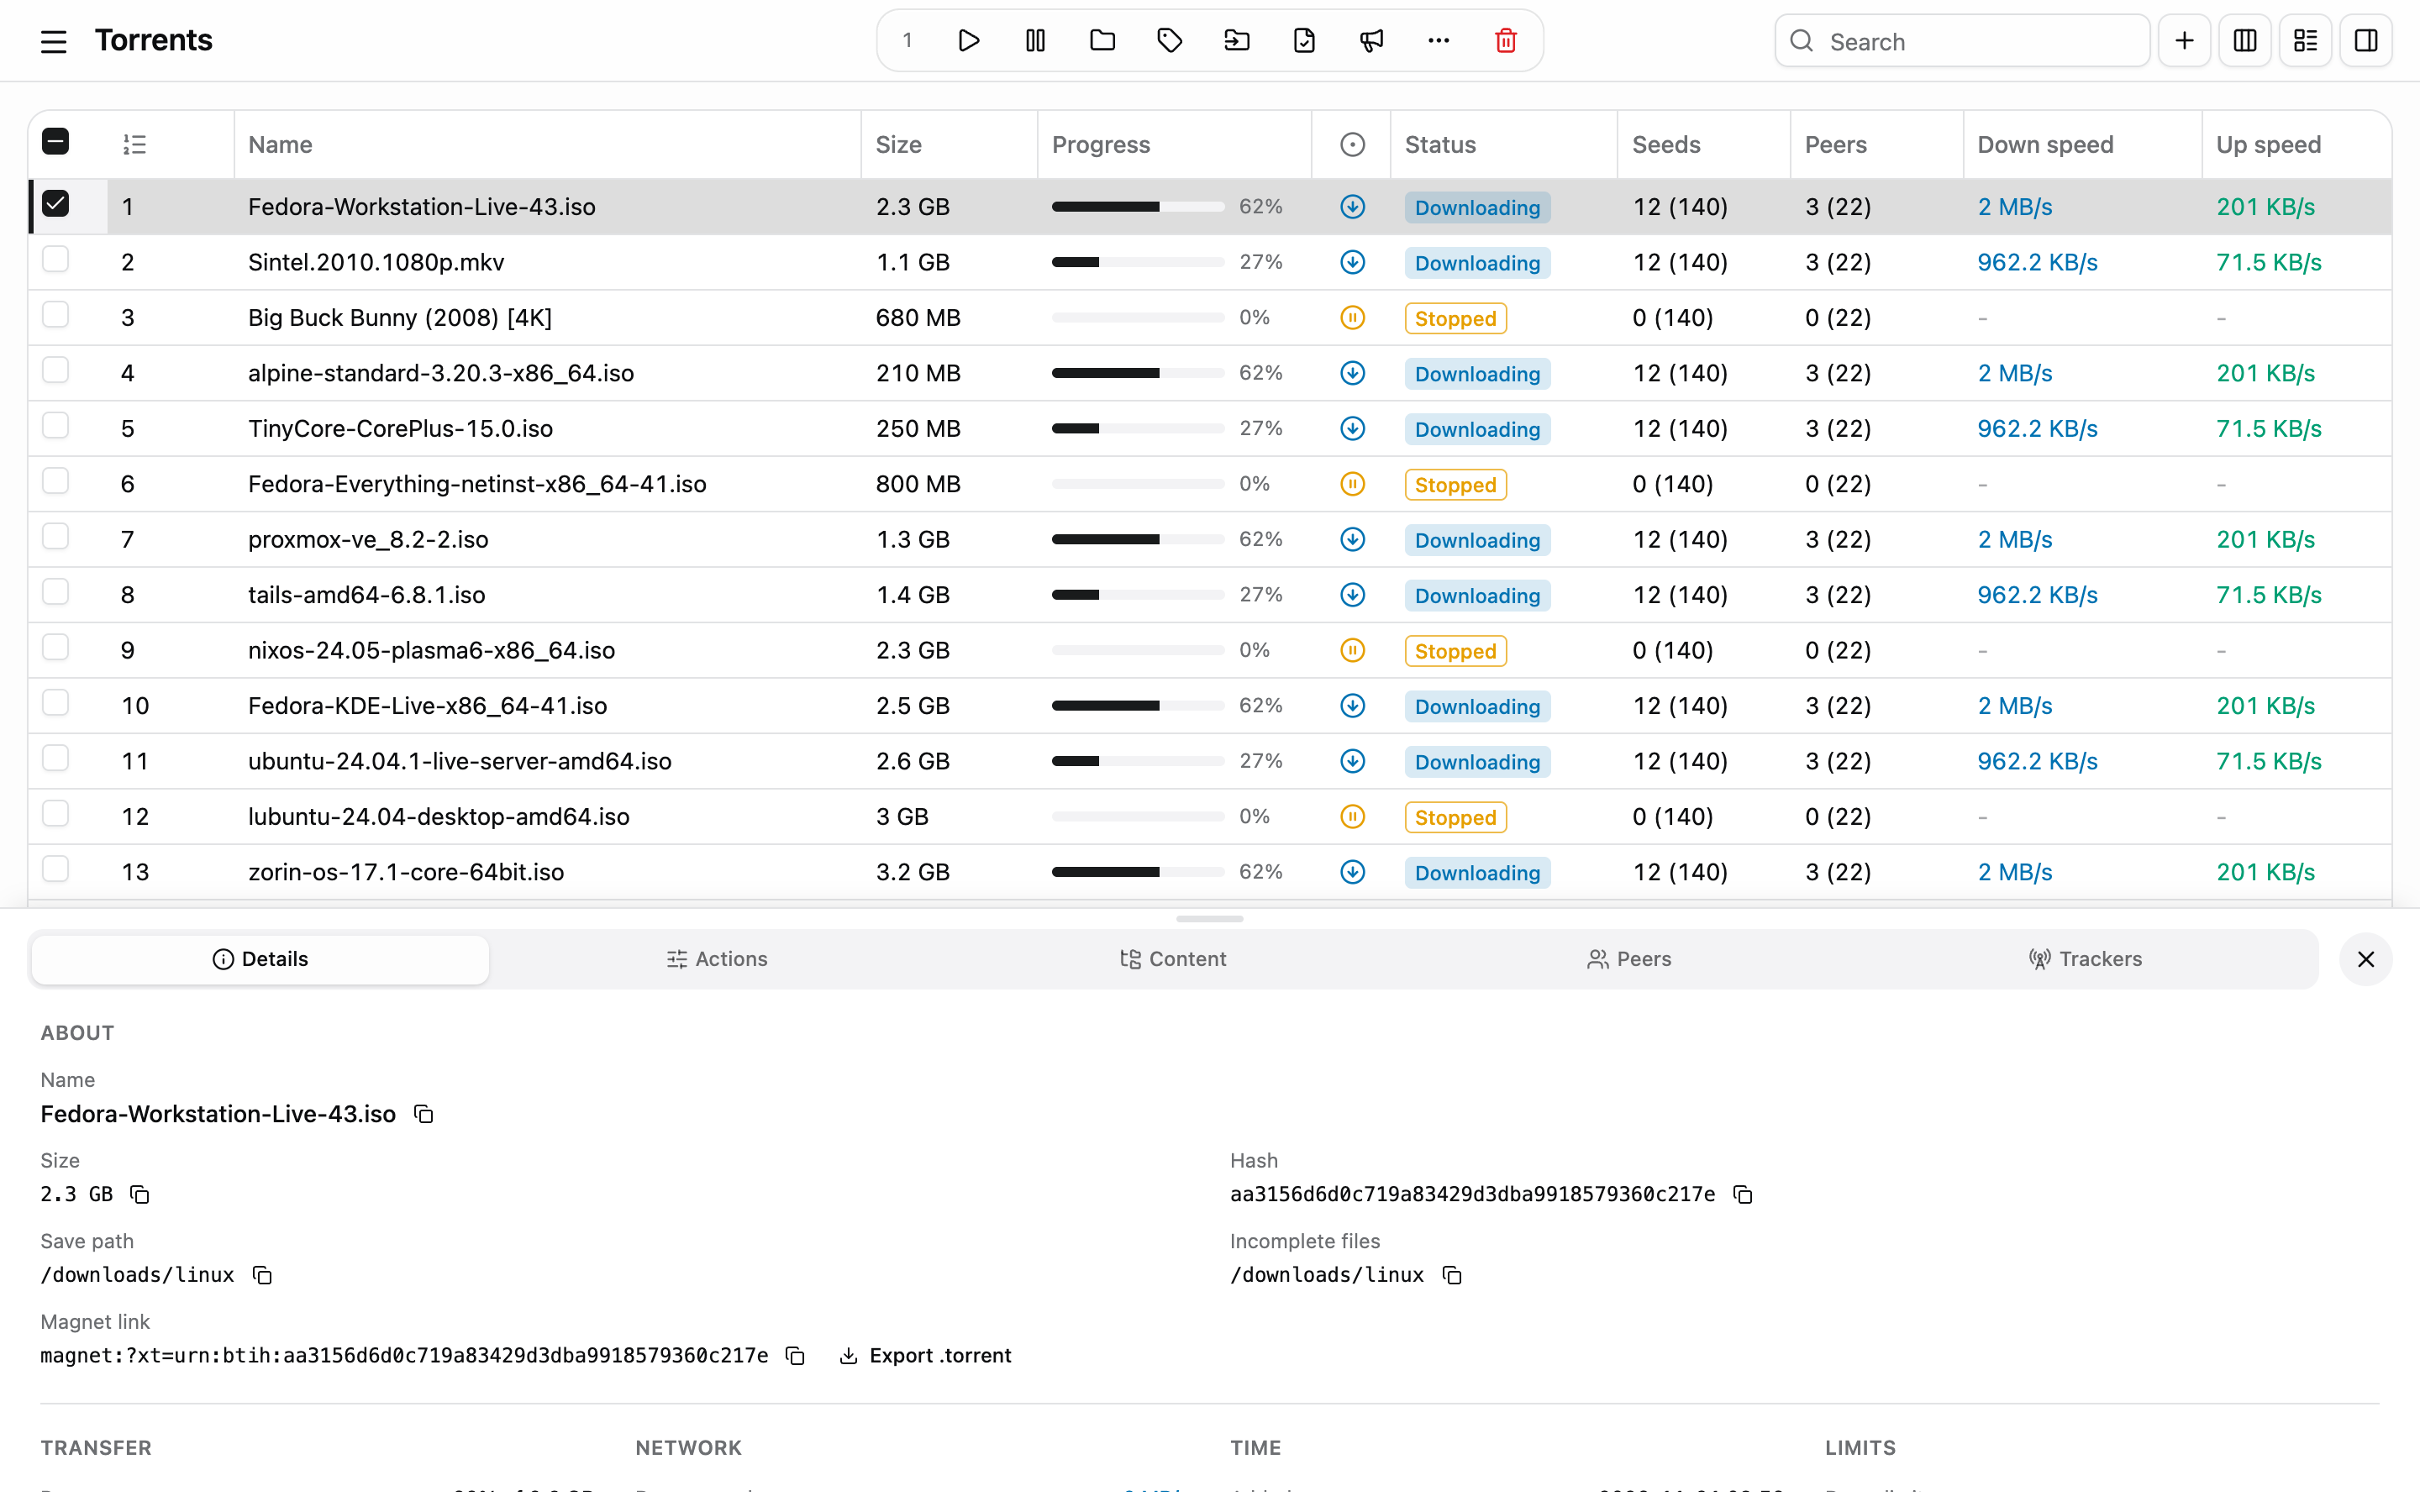 Torrents
1
Search
Name Size Progress Status Seeds Peers Down speed Up speed
1 Fedora-Workstation-Live-43.iso 2.3 GB 62% Downloading 12 (140) 3 (22) 2 MB/s 201 KB/s
2 Sintel.2010.1080p.mkv 1.1 GB 27% Downloading 12 (140) 3 (22) 962.2 KB/s 71.5 KB/s
3 Big Buck Bunny (2008) [4K] 680 MB 0% Stopped 0 (140) 0 (22) - -
4 alpine-standard-3.20.3-x86_64.iso 210 MB 62% Downloading 12 (140) 3 (22) 2 MB/s 201 KB/s
5 TinyCore-CorePlus-15.0.iso 250 MB 27% Downloading 12 (140) 3 (22) 962.2 KB/s 71.5 KB/s
6 Fedora-Everything-netinst-x86_64-41.iso 800 MB 0% Stopped 0 (140) 0 (22) - -
7 proxmox-ve_8.2-2.iso 1.3 GB 62% Downloading 12 (140) 3 (22) 2 MB/s 201 KB/s
8 tails-amd64-6.8.1.iso 1.4 GB 27% Downloading 12 (140) 3 (22) 962.2 KB/s 71.5 KB/s
9 nixos-24.05-plasma6-x86_64.iso 2.3 GB 0% Stopped 0 (140) 0 (22) - -
10 Fedora-KDE-Live-x86_64-41.iso 2.5 GB 62% Downloading 12 (140) 3 (22) 2 MB/s 201 KB/s
11 ubuntu-24.04.1-live-server-amd64.iso 2.6 GB 27% Downloading 12 (140) 3 (22) 962.2 KB/s 71.5 KB/s
12 lubuntu-24.04-desktop-amd64.iso 3 GB 0% Stopped 0 (140) 0 (22) - -
13 zorin-os-17.1-core-64bit.iso 3.2 GB 62% Downloading 12 (140) 3 (22) 2 MB/s 201 KB/s
Details Actions Content Peers Trackers
ABOUT
Name
Fedora-Workstation-Live-43.iso
Size Hash
2.3 GB aa3156d6d0c719a83429d3dba9918579360c217e
Save path Incomplete files
/downloads/linux /downloads/linux
Magnet link
magnet:?xt=urn:btih:aa3156d6d0c719a83429d3dba9918579360c217e Export .torrent
TRANSFER NETWORK TIME LIMITS